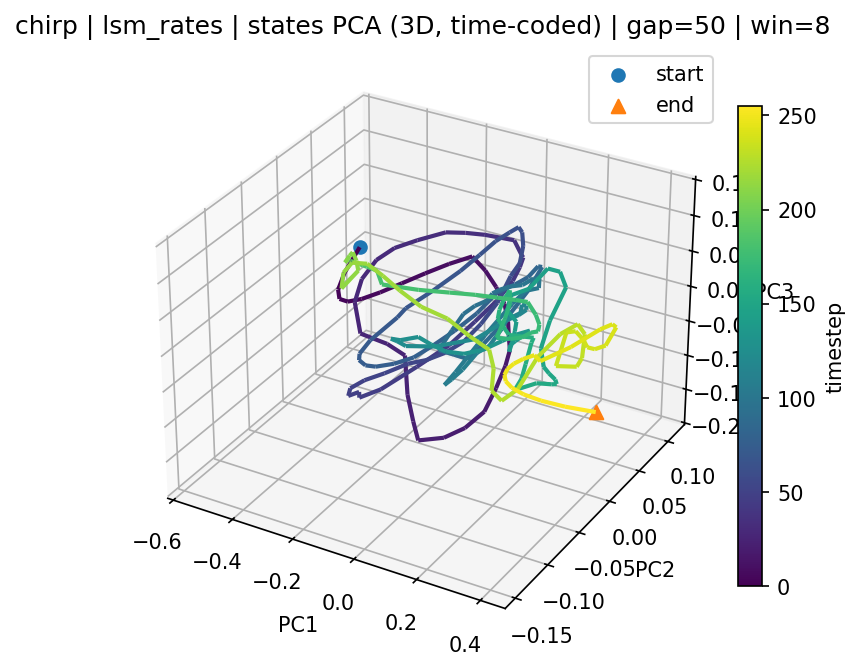 chirp | lsm_rates | states PCA (3D, time-coded) | gap=50 | win=8
start
end
250
200
150
100
50
0
timestep
PC3
−0.2
0.10
0.05
0.00
−0.05
−0.10
−0.15
PC2
−0.6
−0.4
−0.2
0.0
0.2
0.4
PC1